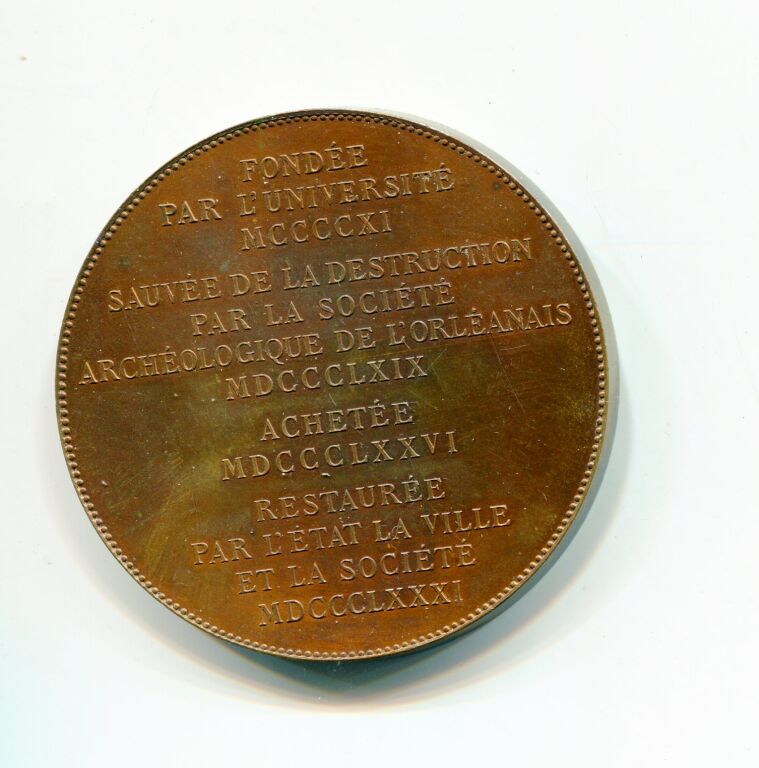 FONDÉE
PAR L'UNIVERSITÉ
MCCCCXI
SAUVÉE DE LA DESTRUCTION
PAR LA SOCIÉTÉ
ARCHÉOLOGIQUE DE L'ORLÉANAIS
MDCCCLXIX
ACHETÉE
MDCCCLXXVI
RESTAURÉE
PAR L'ÉTAT LA VILLE
ET LA SOCIÉTÉ
MDCCCLXXXI